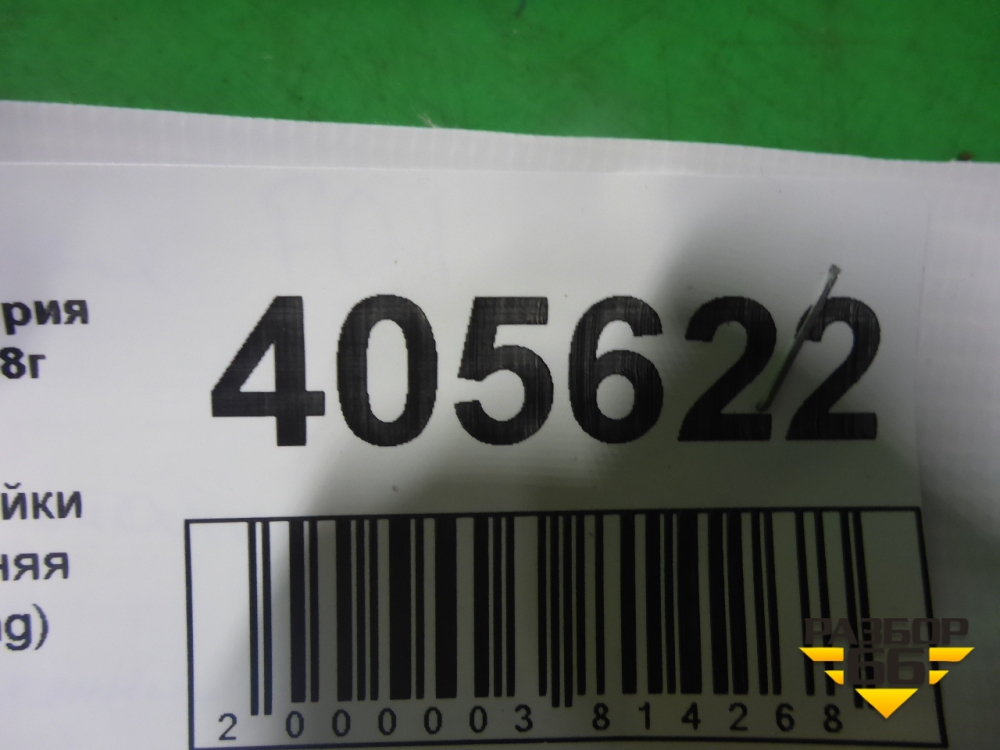 рия
8г
405622
йки
няя
g)
2 000003 814268
РАЗБОР
66